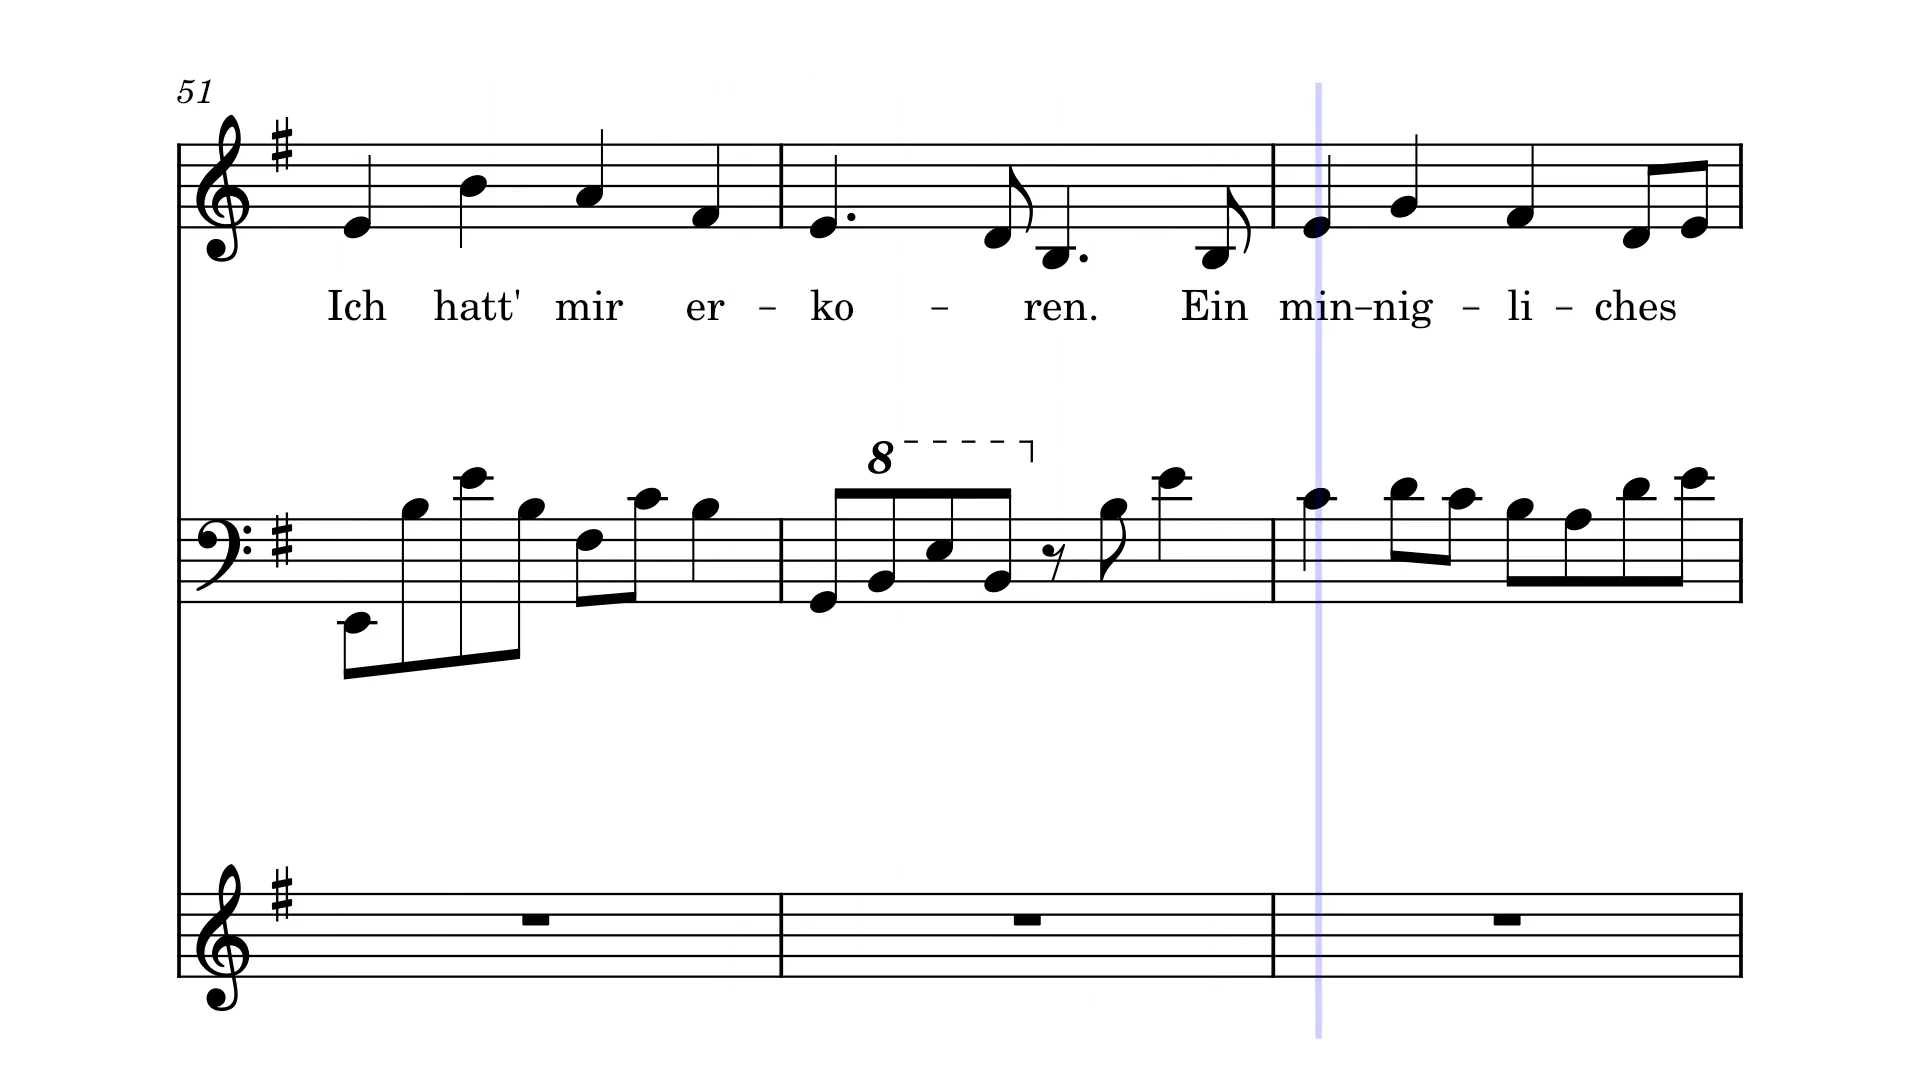 51
Ich hatt' mir er – ko – ren. Ein min–nig – li – ches
8